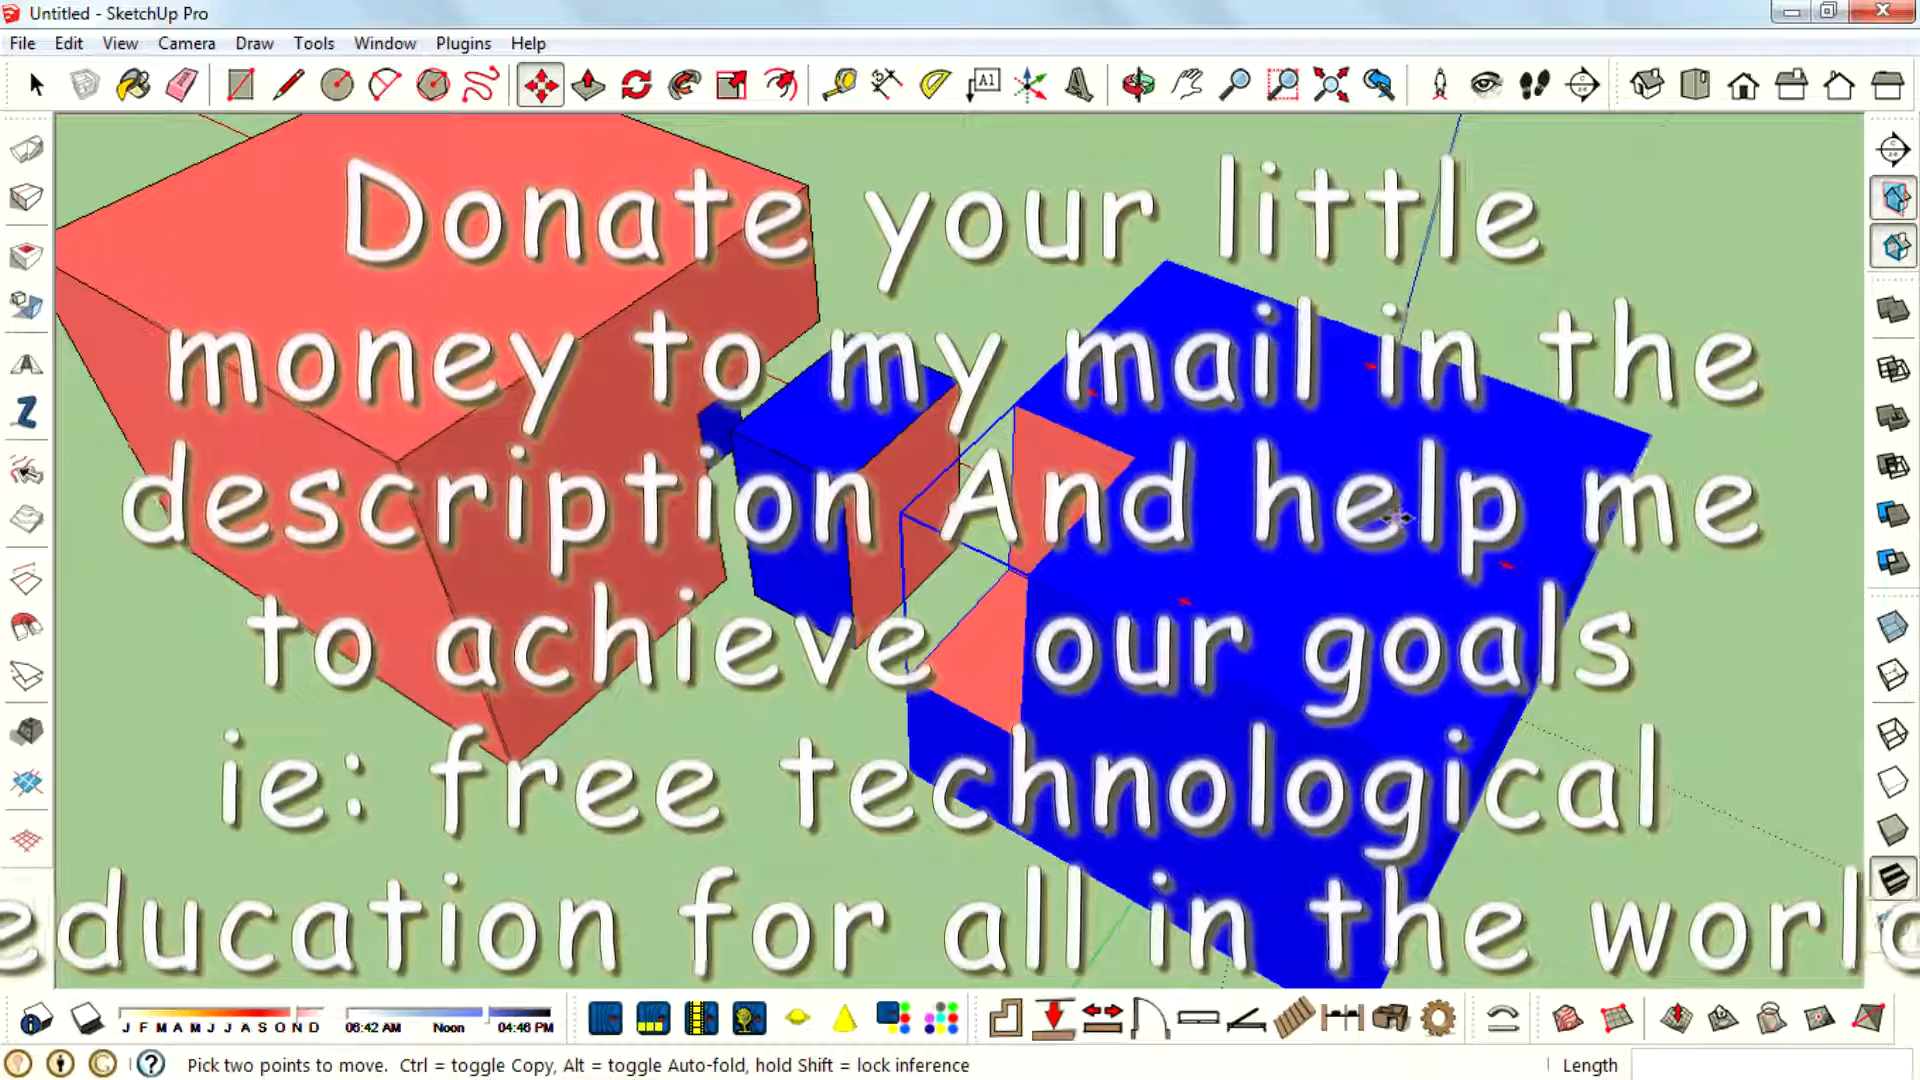 Untitled - SketchUp Pro
File Edit View Camera Draw Tools Window Plugins Help
A1
Donate your little
money to my mail in the
description And help me
to achieve our goals
ie: free technological
education for all in the world
J F M A M J J A S O N D 06:42 AM Noon 04:46 PM
Pick two points to move. Ctrl = toggle Copy, Alt = toggle Auto-fold, hold Shift = lock inference Length